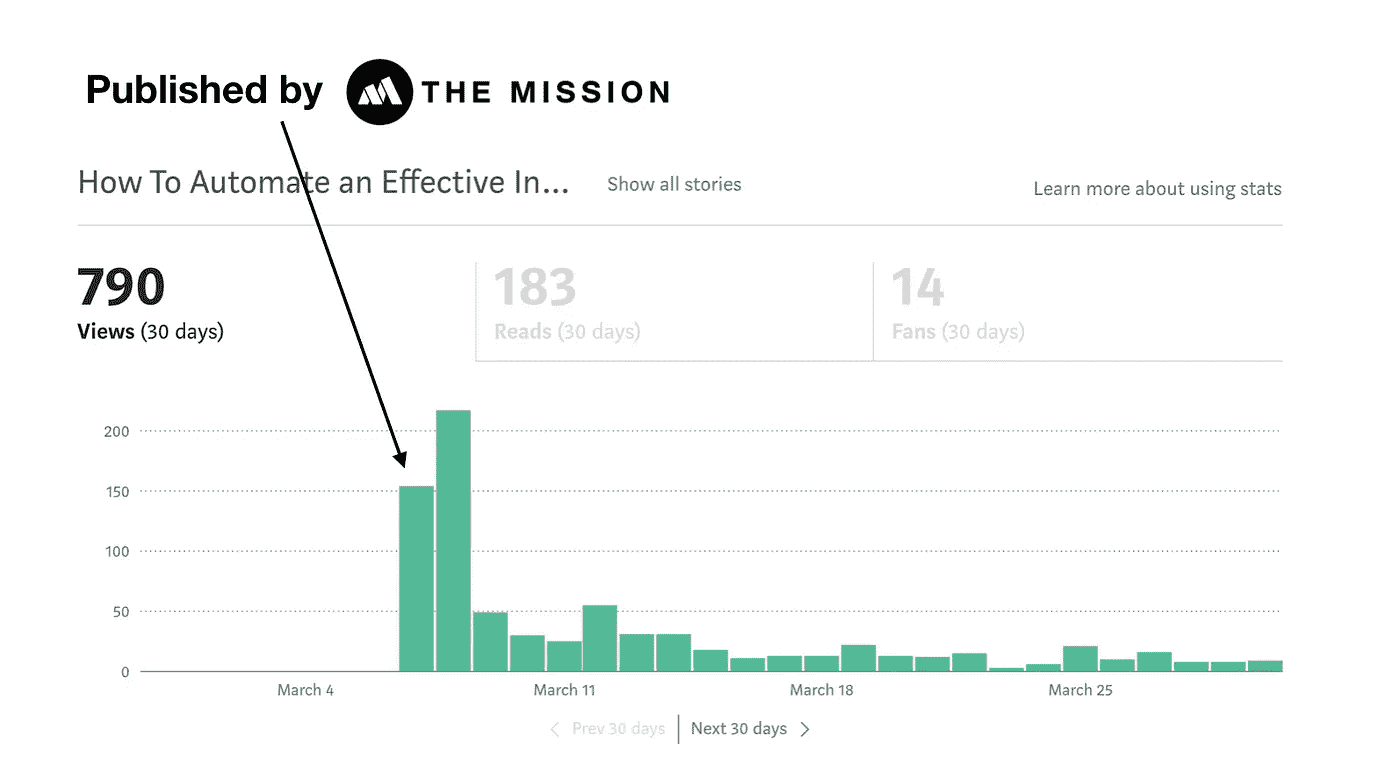 Published by THE MISSION
How To Automate an Effective In... Show all stories Learn more about using stats
790 183 14
Views (30 days) Reads (30 days) Fans (30 days)
200
150
100
50
0
March 4 March 11 March 18 March 25
Prev 30 days Next 30 days